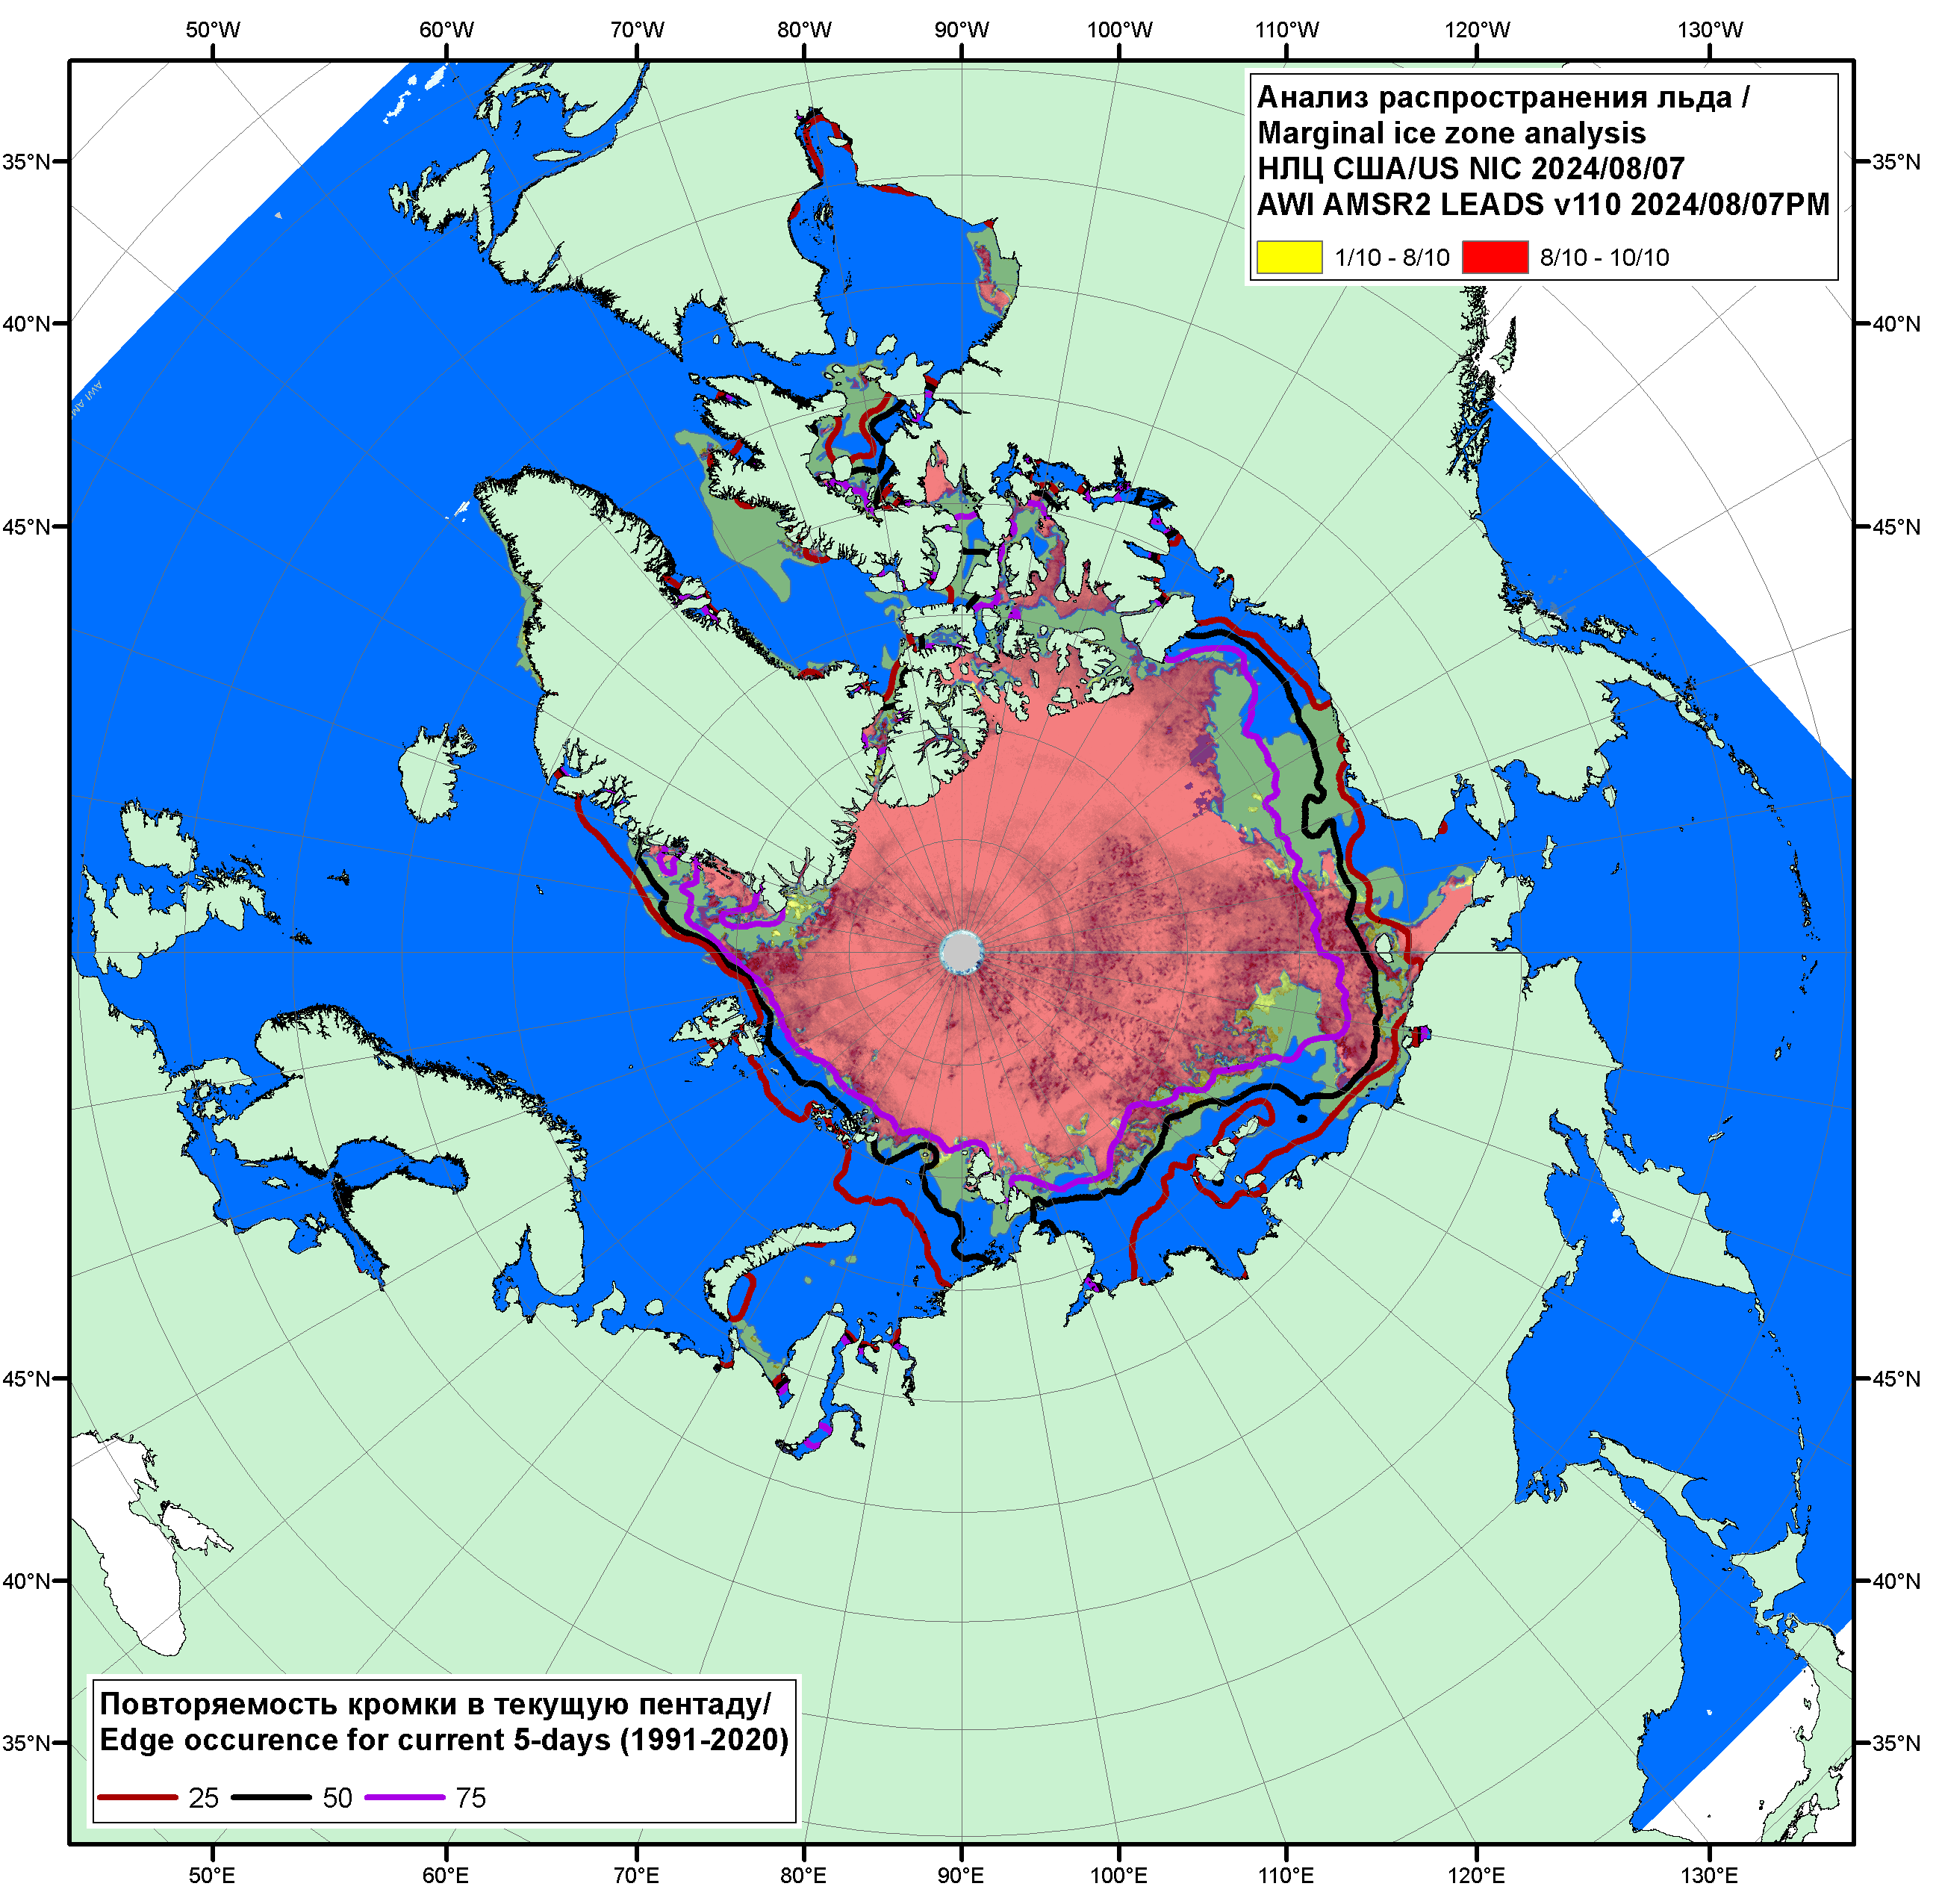 50°W 60°W 70°W 80°W 90°W 100°W 110°W 120°W 130°W
Анализ распространения льда /
Marginal ice zone analysis
НЛЦ США/US NIC 2024/08/07
AWI AMSR2 LEADS v110 2024/08/07PM
1/10 - 8/10 8/10 - 10/10
35°N 35°N
40°N 40°N
AWI AM
45°N 45°N
45°N 45°N
40°N 40°N
Повторяемость кромки в текущую пентаду/
Edge occurence for current 5-days (1991-2020)
35°N 35°N
25 50 75
50°E 60°E 70°E 80°E 90°E 100°E 110°E 120°E 130°E